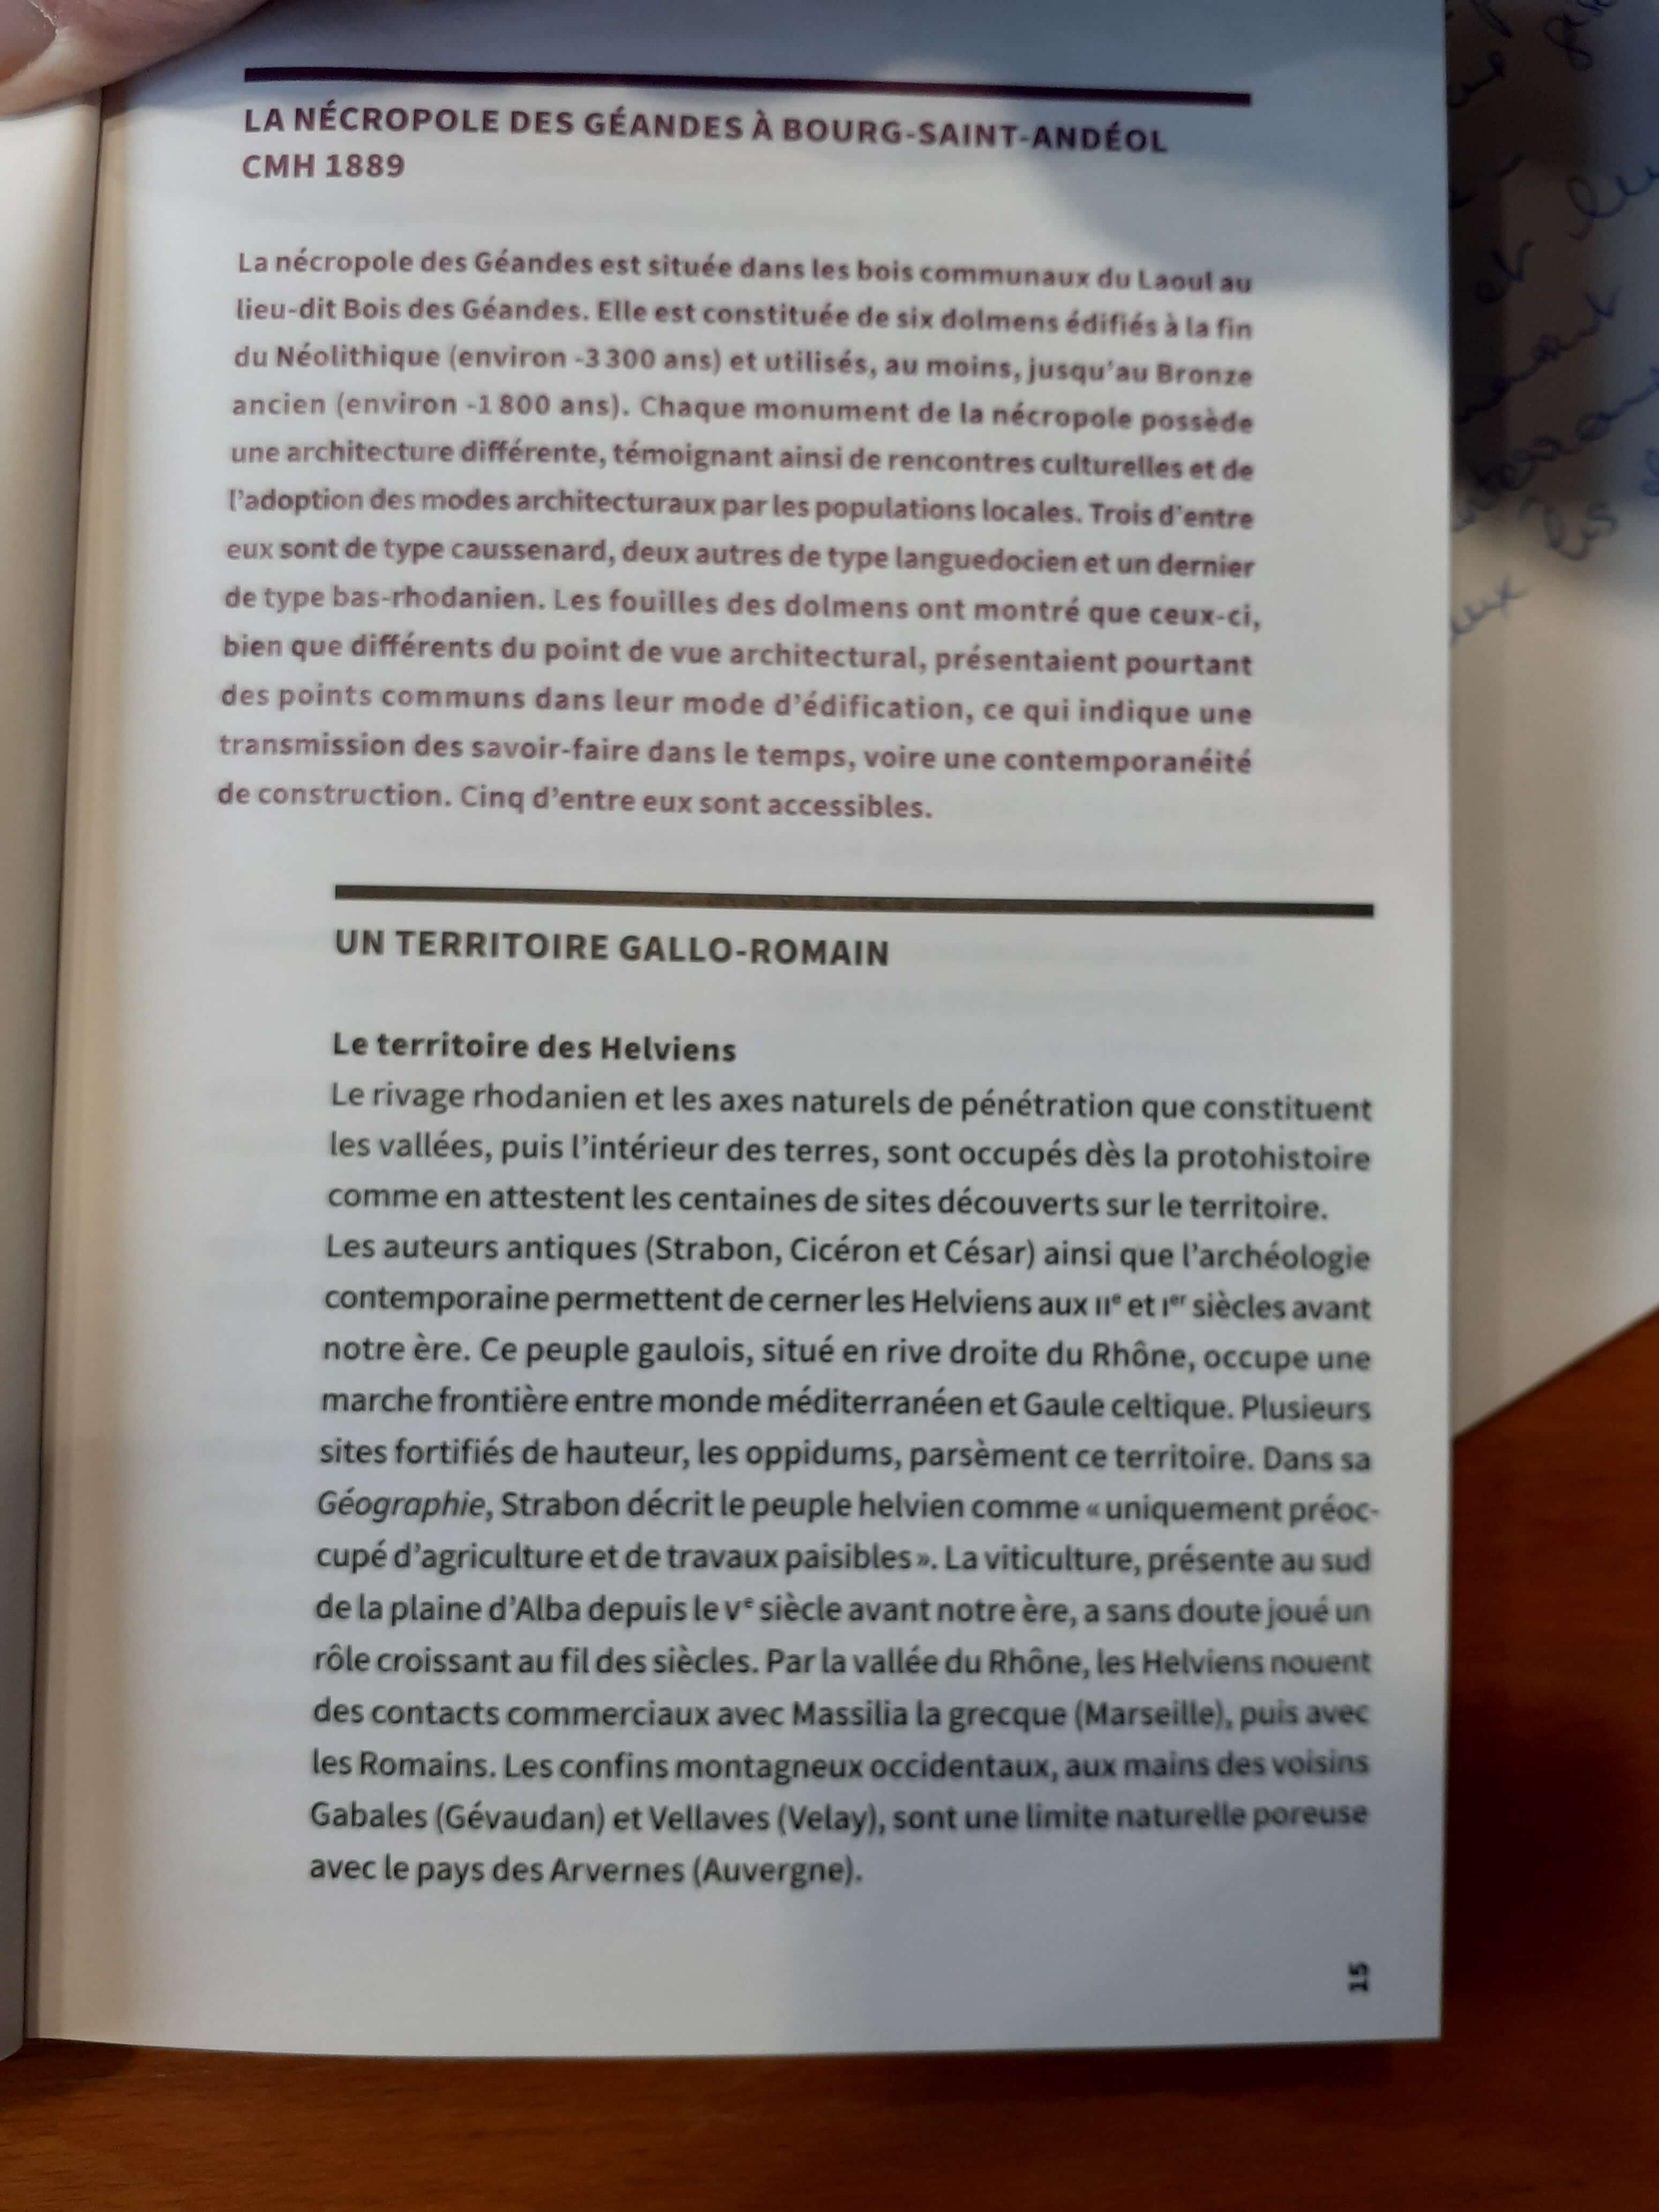 LA NÉCROPOLE DES GÉANDES À BOURG-SAINT-ANDÉOL
CMH 1889
La nécropole des Géandes est située dans les bois communaux du Laoul au
lieu-dit Bois des Géandes. Elle est constituée de six dolmens édifiés à la fin
du Néolithique (environ -3 300 ans) et utilisés, au moins, jusqu'au Bronze
ancien (environ -1 800 ans). Chaque monument de la nécropole possède
une architecture différente, témoignant ainsi de rencontres culturelles et de
l'adoption des modes architecturaux par les populations locales. Trois d'entre
eux sont de type caussenard, deux autres de type languedocien et un dernier
de type bas-rhodanien. Les fouilles des dolmens ont montré que ceux-ci,
bien que différents du point de vue architectural, présentaient pourtant
des points communs dans leur mode d'édification, ce qui indique une
transmission des savoir-faire dans le temps, voire une contemporanéité
de construction. Cinq d'entre eux sont accessibles.
UN TERRITOIRE GALLO-ROMAIN
Le territoire des Helviens
Le rivage rhodanien et les axes naturels de pénétration que constituent
les vallées, puis l'intérieur des terres, sont occupés dès la protohistoire
comme en attestent les centaines de sites découverts sur le territoire.
Les auteurs antiques (Strabon, Cicéron et César) ainsi que l'archéologie
contemporaine permettent de cerner les Helviens aux IIe et Ier siècles avant
notre ère. Ce peuple gaulois, situé en rive droite du Rhône, occupe une
marche frontière entre monde méditerranéen et Gaule celtique. Plusieurs
sites fortifiés de hauteur, les oppidums, parsèment ce territoire. Dans sa
Géographie, Strabon décrit le peuple helvien comme « uniquement préoc-
cupé d'agriculture et de travaux paisibles ». La viticulture, présente au sud
de la plaine d'Alba depuis le Ve siècle avant notre ère, a sans doute joué un
rôle croissant au fil des siècles. Par la vallée du Rhône, les Helviens nouent
des contacts commerciaux avec Massilia la grecque (Marseille), puis avec
les Romains. Les confins montagneux occidentaux, aux mains des voisins
Gabales (Gévaudan) et Vellaves (Velay), sont une limite naturelle poreuse
avec le pays des Arvernes (Auvergne).
15
et
les